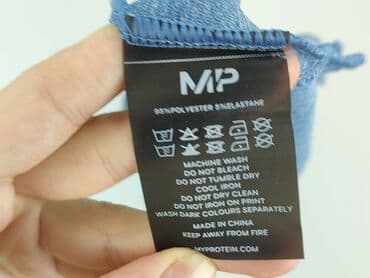 MP
95%POLYESTER 5%ELASTANE
MACHINE WASH
DO NOT BLEACH
DO NOT TUMBLE DRY
COOL IRON
DO NOT DRY CLEAN
DO NOT IRON ON PRINT
WASH DARK COLOURS SEPARATELY
MADE IN CHINA
KEEP AWAY FROM FIRE
MYPROTEIN.COM